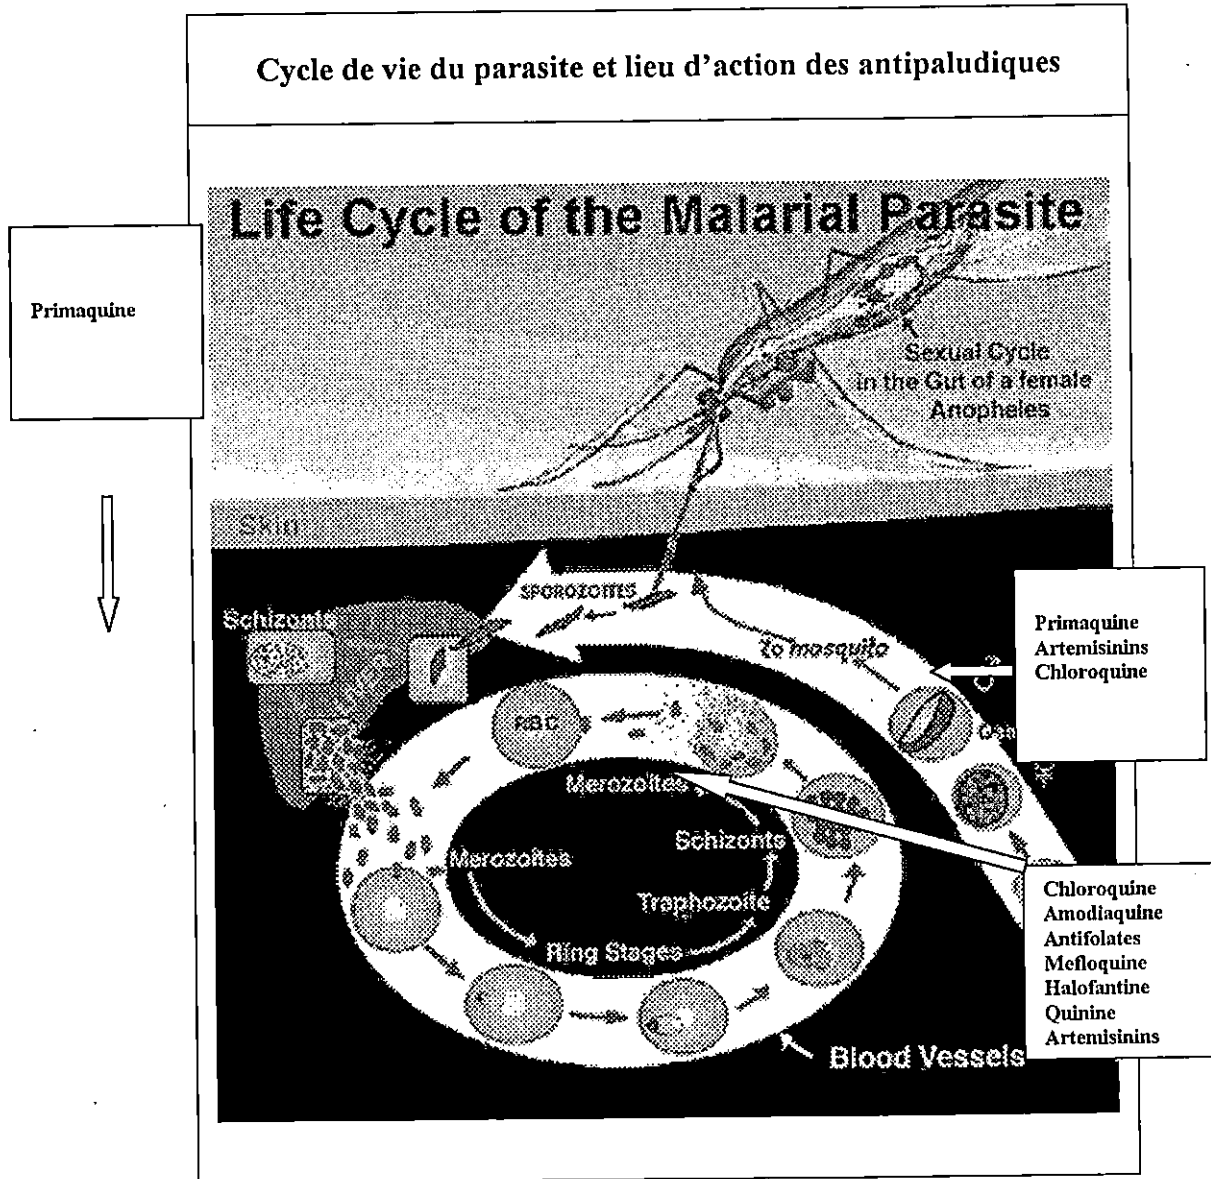 Cycle de vie du parasite et lieu d'action des antipaludiques
Life Cycle of the Malarial Parasite
Primaquine
Sexual Cycle
in the Gut of a female
Anopheles
Skin
SPOROZOITES
Schizonts
to mosquito
Primaquine
Artemisinins
Chloroquine
RBC
Merozoites
Schizonts
Merozoites
Traphozoite
Ring Stages
Blood Vessels
Chloroquine
Amodiaquine
Antifolates
Mefloquine
Halofantine
Quinine
Artemisinins